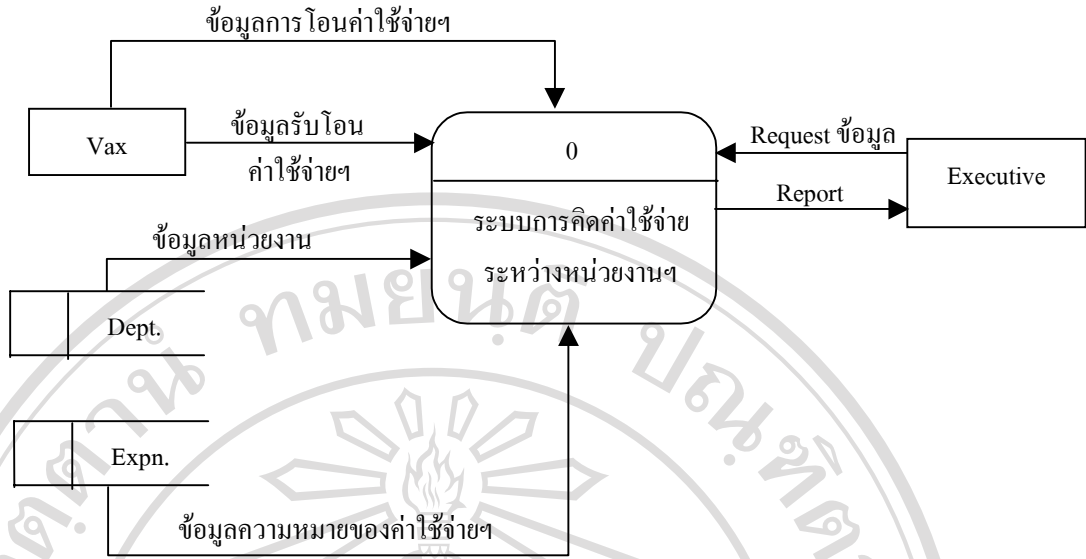 ข้อมูลการโอนค่าใช้จ่ายฯ
Vax
ข้อมูลรับโอน
ค่าใช้จ่ายฯ
0
ระบบการคิดค่าใช้จ่าย
ระหว่างหน่วยงานฯ
Request ข้อมูล
Report
Executive
ข้อมูลหน่วยงาน
Dept.
Expn.
ข้อมูลความหมายของค่าใช้จ่ายฯ